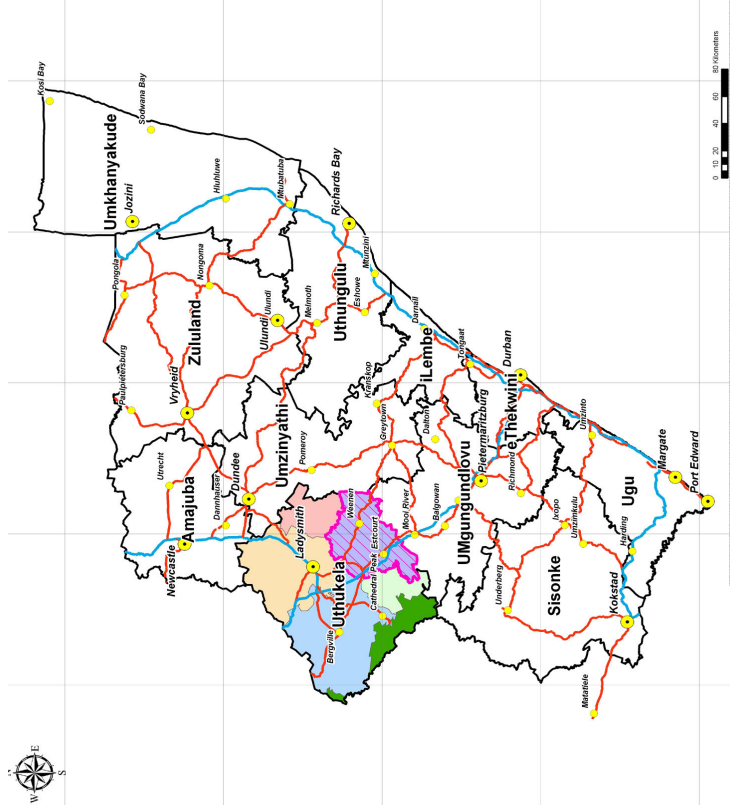 Kosi Bay
Sodwana Bay
Umkhanyakude
Jozini
Hluhluwe
Mtubatuba
Pongola
Nongoma
Richards Bay
Mtunzini
Paulpietersburg
Vryheid
Zululand
Ulundi
Ulundi
Melmoth
Uthungulu
Eshowe
Darnall
Utrecht
Dannhauser
Dundee
Umzinyathi
Pomeroy
Kranskop
Greytown
iLembe
Tongaat
Durban
Newcastle
Amajuba
Ladysmith
Weenen
Dalton
Pietermaritzburg
eThekwini
Umzinto
Uthukela
Cathedral Peak
Estcourt
Mooi River
Balgowan
UMgungundlovu
Richmond
Ixopo
Umzimkulu
Bergville
Underberg
Sisonke
Ugu
Margate
Port Edward
Harding
Kokstad
Matatiele
0 10 20 40 60 80 Kilometers
E
S
W